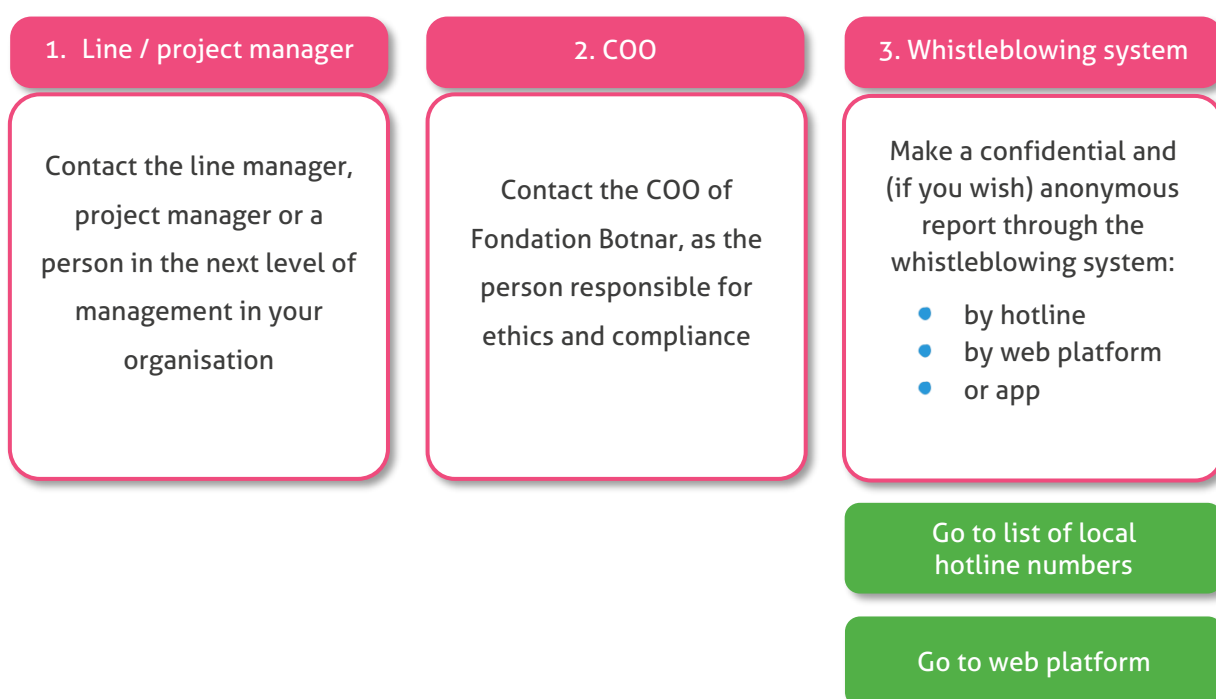 1. Line / project manager
Contact the line manager,
project manager or a
person in the next level of
management in your
organisation
2. COO
Contact the COO of
Fondation Botnar, as the
person responsible for
ethics and compliance
3. Whistleblowing system
Make a confidential and
(if you wish) anonymous
report through the
whistleblowing system:
• by hotline
• by web platform
• or app
Go to list of local
hotline numbers
Go to web platform